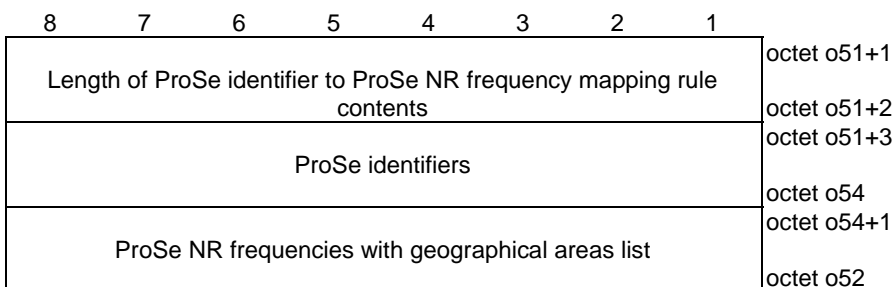 8 7 6 5 4 3 2 1
octet o51+1
Length of ProSe identifier to ProSe NR frequency mapping rule
contents
octet o51+2
octet o51+3
ProSe identifiers
octet o54
octet o54+1
ProSe NR frequencies with geographical areas list
octet o52